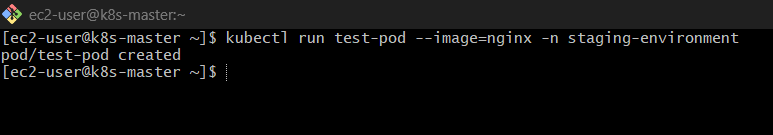 ec2-user@k8s-master:~
[ec2-user@k8s-master ~]$ kubectl run test-pod --image=nginx -n staging-environment
pod/test-pod created
[ec2-user@k8s-master ~]$